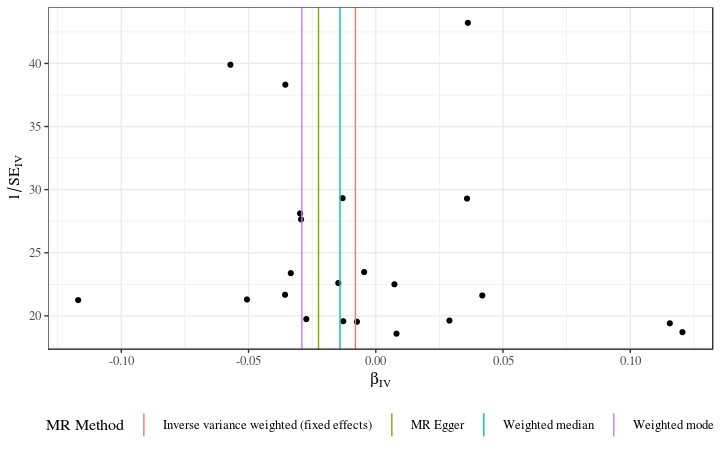 1/SE_IV
40
35
30
25
20
-0.10
-0.05
0.00
0.05
0.10
β_IV
MR Method
Inverse variance weighted (fixed effects)
MR Egger
Weighted median
Weighted mode